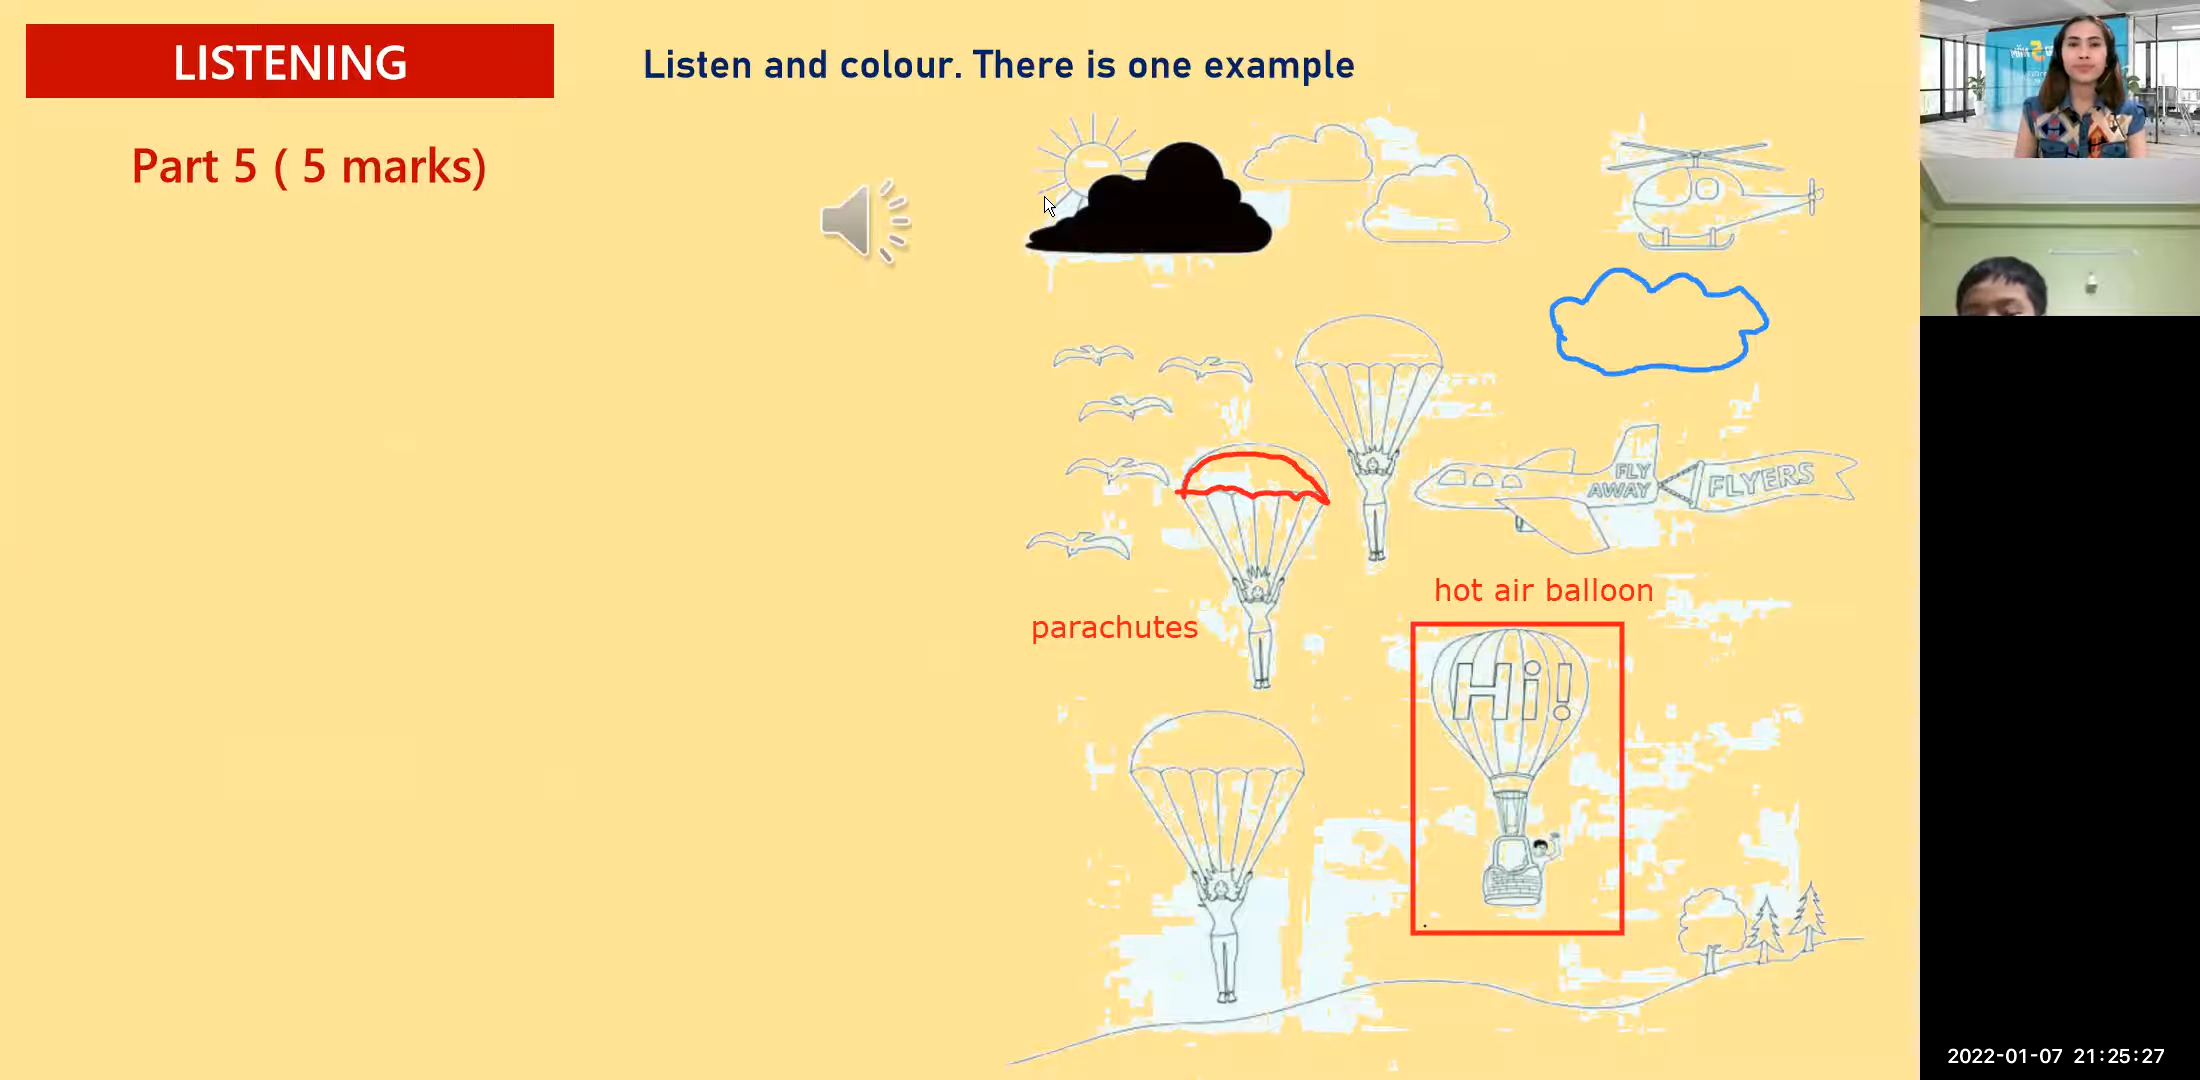 LISTENING
Listen and colour. There is one example
Part 5 ( 5 marks)
FLY
AWAY
FLYERS
hot air balloon
parachutes
Hi!
2022-01-07 21:25:27